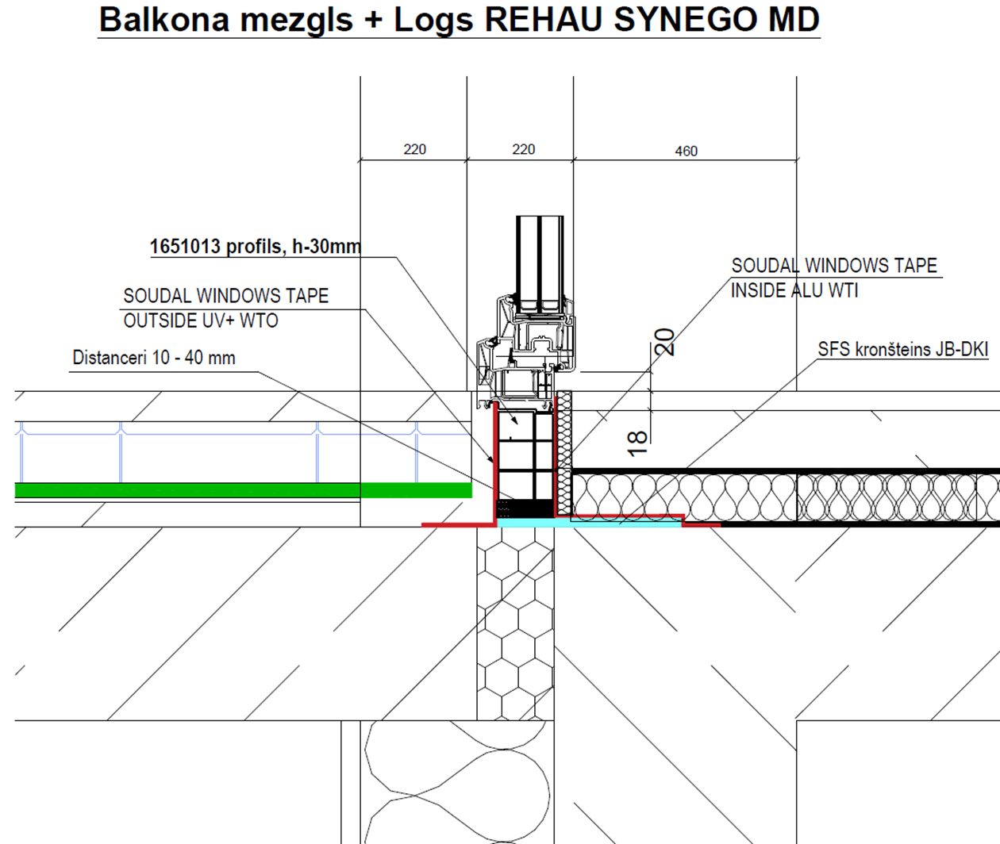 Balkona mezgls + Logs REHAU SYNEGO MD
220
220
460
1651013 profils, h-30mm
SOUDAL WINDOWS TAPE
OUTSIDE UV+ WTO
Distanceri 10 - 40 mm
SOUDAL WINDOWS TAPE
INSIDE ALU WTI
20
SFS kronšteins JB-DKI
18